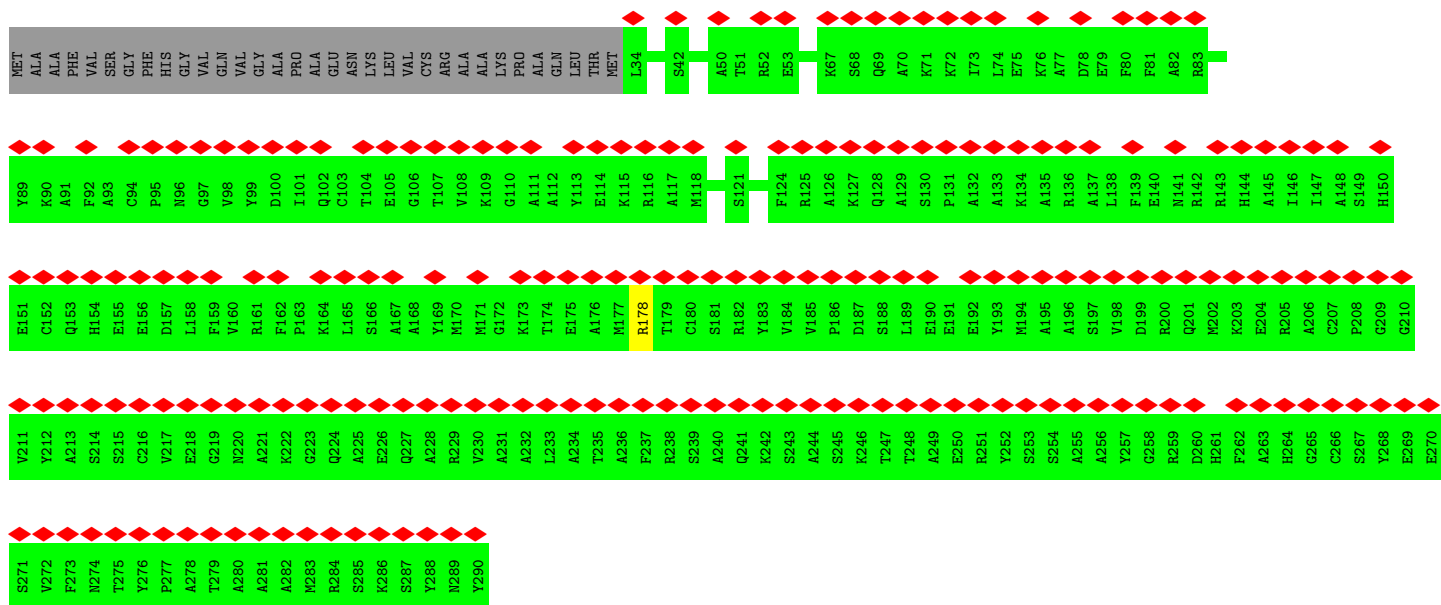 MET ALA ALA PHE VAL SER GLY PHE HIS GLY VAL GLN VAL GLY ALA PRO ALA GLU ASN LYS LEU VAL CYS ARG ALA ALA LYS PRO ALA GLN LEU THR MET L34 S42 A50 T51 R52 E53 K67 S68 Q69 A70 K71 K72 I73 L74 E75 K76 A77 D78 E79 F80 F81 A82 R83
Y89 K90 A91 F92 A93 C94 P95 N96 G97 V98 Y99 D100 I101 Q102 C103 T104 E105 G106 T107 V108 K109 G110 A111 A112 Y113 E114 K115 R116 A117 M118 S121 F124 R125 A126 K127 Q128 A129 S130 P131 A132 A133 K134 A135 R136 A137 L138 F139 E140 N141 R142 R143 H144 A145 I146 I147 A148 S149 H150
E151 C152 Q153 H154 E155 E156 D157 L158 F159 V160 R161 F162 P163 K164 L165 S166 A167 A168 Y169 M170 M171 G172 K173 T174 E175 A176 M177 R178 T179 C180 S181 R182 Y183 V184 V185 P186 D187 S188 L189 E190 E191 E192 Y193 M194 A195 A196 S197 V198 D199 R200 Q201 M202 K203 E204 R205 A206 C207 P208 G209 G210
V211 Y212 A213 S214 S215 C216 V217 E218 G219 N220 A221 K222 G223 Q224 A225 E226 Q227 A228 R229 V230 A231 A232 L233 A234 T235 A236 F237 R238 S239 A240 Q241 K242 S243 A244 S245 K246 T247 T248 A249 E250 R251 Y252 S253 S254 A255 A256 Y257 G258 R259 D260 H261 F262 A263 H264 G265 C266 S267 Y268 E269 E270
S271 V272 F273 N274 T275 Y276 P277 A278 T279 A280 A281 A282 M283 R284 S285 K286 S287 Y288 N289 Y290